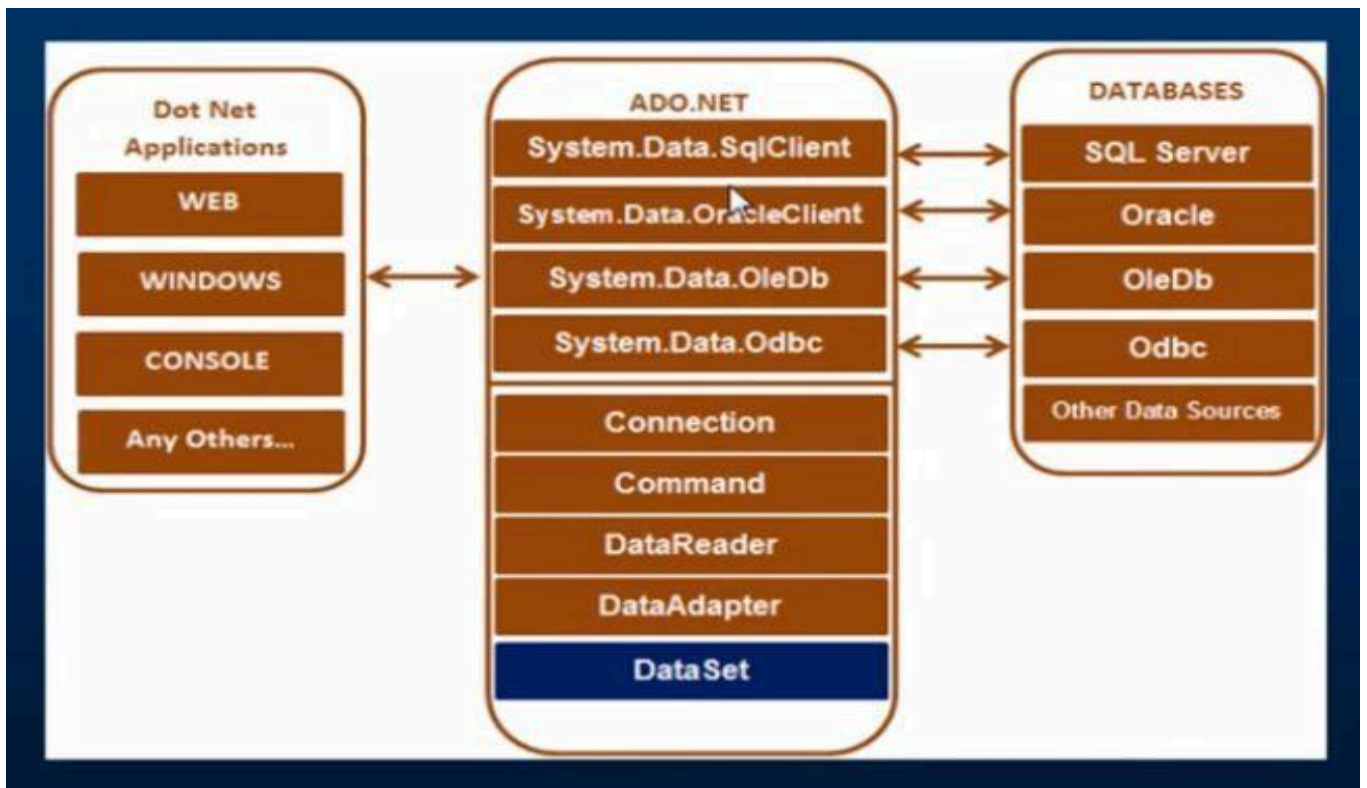 Dot Net
Applications
WEB
WINDOWS
CONSOLE
Any Others...
ADO.NET
System.Data.SqlClient
System.Data.OracleClient
System.Data.OleDb
System.Data.Odbc
Connection
Command
DataReader
DataAdapter
DataSet
DATABASES
SQL Server
Oracle
OleDb
Odbc
Other Data Sources